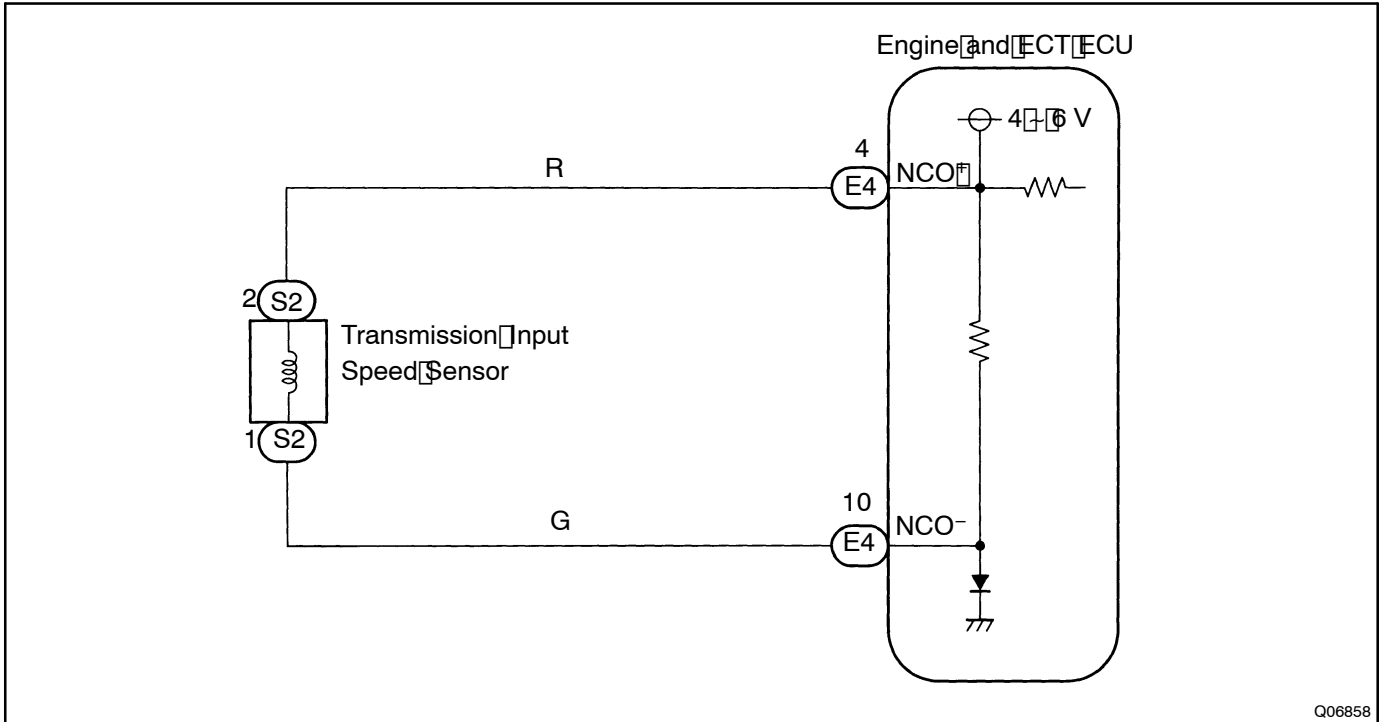 Engine▯and▯ECT▯ECU
4▯~▯6 V
4
R
E4
NCO+
2
S2
Transmission▯Input
Speed▯Sensor
1
S2
10
G
E4
NCO−
Q06858